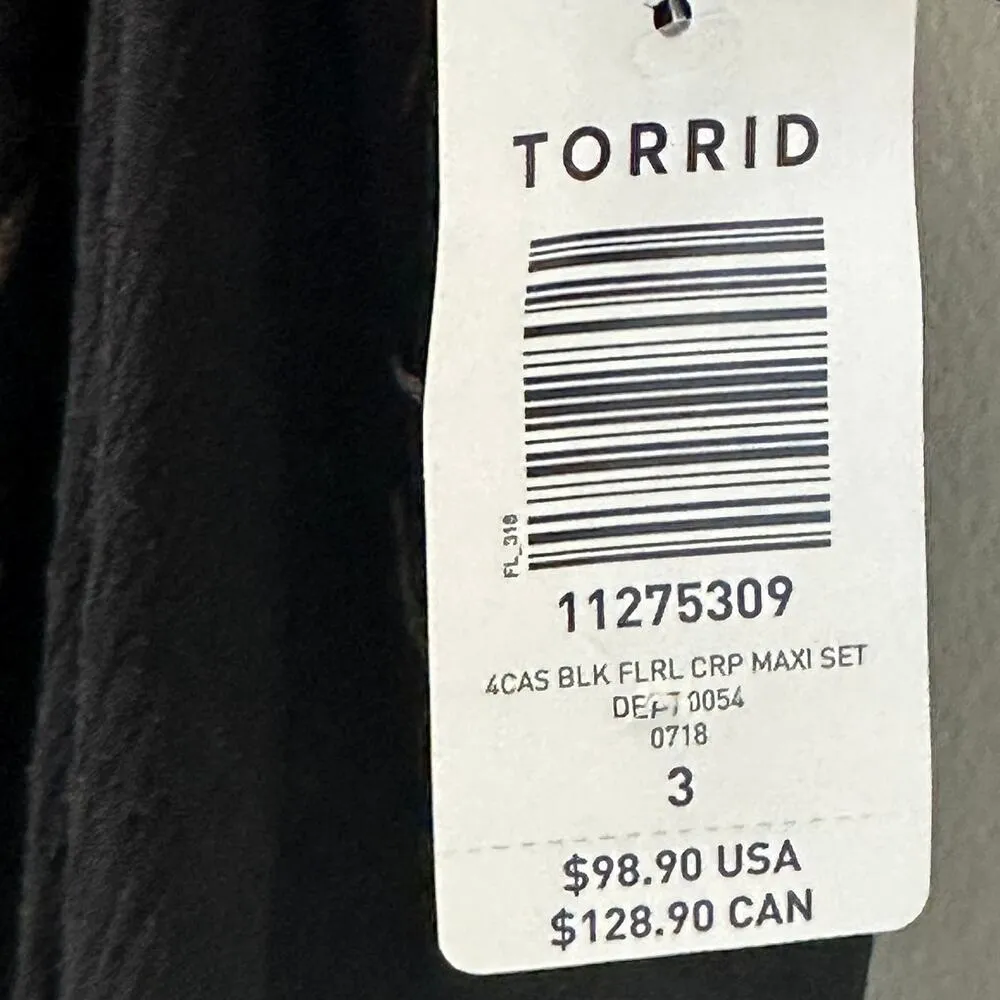 TORRID
FL_318
11275309
4CAS BLK FLRL CRP MAXI SET
DEPT 0054
0718
3
$98.90 USA
$128.90 CAN